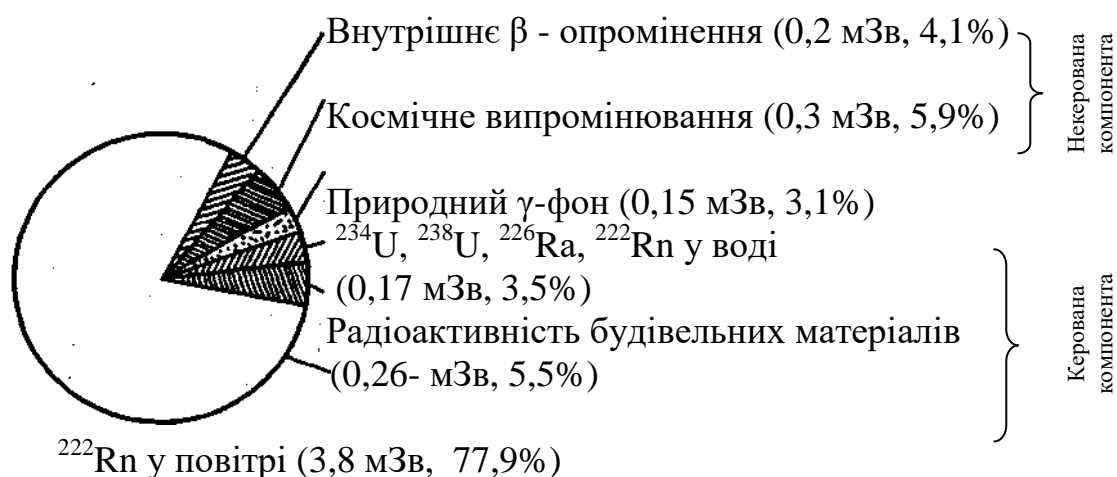 Внутрішнє β - опромінення (0,2 мЗв, 4,1%)
Космічне випромінювання (0,3 мЗв, 5,9%)
Природний γ-фон (0,15 мЗв, 3,1%)
²³⁴U, ²³⁸U, ²²⁶Ra, ²²²Rn у воді
(0,17 мЗв, 3,5%)
Радіоактивність будівельних матеріалів
(0,26- мЗв, 5,5%)
²²²Rn у повітрі (3,8 мЗв, 77,9%)
Некерована
компонента
Керована
компонента